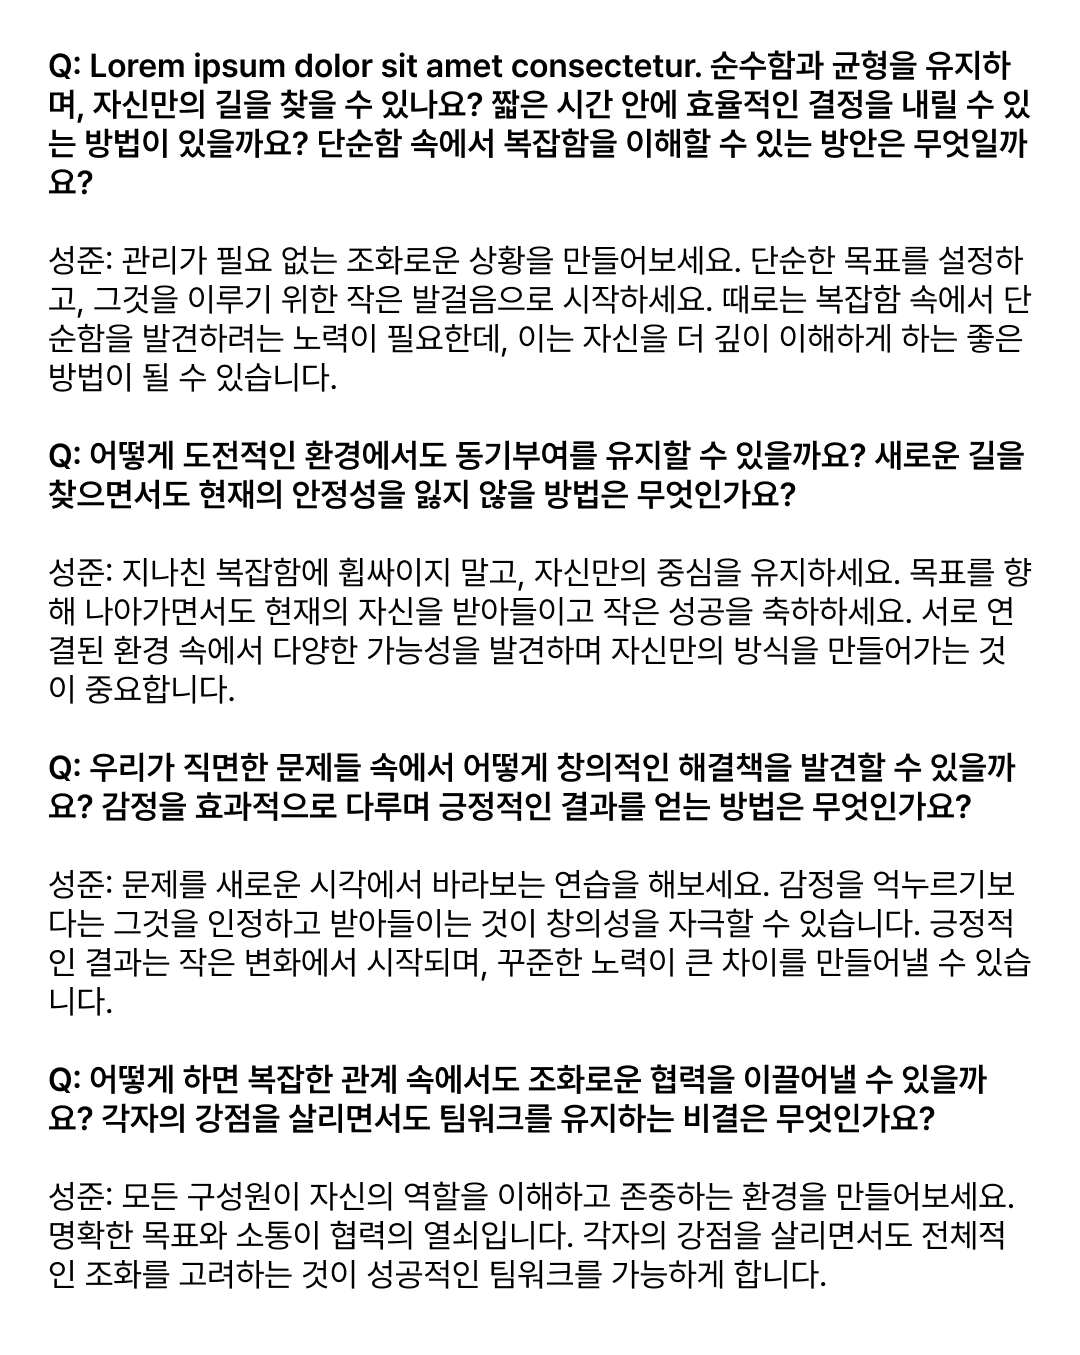 Q: Lorem ipsum dolor sit amet consectetur. 순수함과 균형을 유지하
며, 자신만의 길을 찾을 수 있나요? 짧은 시간 안에 효율적인 결정을 내릴 수 있
는 방법이 있을까요? 단순함 속에서 복잡함을 이해할 수 있는 방안은 무엇일까
요?
성준: 관리가 필요 없는 조화로운 상황을 만들어보세요. 단순한 목표를 설정하
고, 그것을 이루기 위한 작은 발걸음으로 시작하세요. 때로는 복잡함 속에서 단
순함을 발견하려는 노력이 필요한데, 이는 자신을 더 깊이 이해하게 하는 좋은
방법이 될 수 있습니다.
Q: 어떻게 도전적인 환경에서도 동기부여를 유지할 수 있을까요? 새로운 길을
찾으면서도 현재의 안정성을 잃지 않을 방법은 무엇인가요?
성준: 지나친 복잡함에 휩싸이지 말고, 자신만의 중심을 유지하세요. 목표를 향
해 나아가면서도 현재의 자신을 받아들이고 작은 성공을 축하하세요. 서로 연
결된 환경 속에서 다양한 가능성을 발견하며 자신만의 방식을 만들어가는 것
이 중요합니다.
Q: 우리가 직면한 문제들 속에서 어떻게 창의적인 해결책을 발견할 수 있을까
요? 감정을 효과적으로 다루며 긍정적인 결과를 얻는 방법은 무엇인가요?
성준: 문제를 새로운 시각에서 바라보는 연습을 해보세요. 감정을 억누르기보
다는 그것을 인정하고 받아들이는 것이 창의성을 자극할 수 있습니다. 긍정적
인 결과는 작은 변화에서 시작되며, 꾸준한 노력이 큰 차이를 만들어낼 수 있습
니다.
Q: 어떻게 하면 복잡한 관계 속에서도 조화로운 협력을 이끌어낼 수 있을까
요? 각자의 강점을 살리면서도 팀워크를 유지하는 비결은 무엇인가요?
성준: 모든 구성원이 자신의 역할을 이해하고 존중하는 환경을 만들어보세요.
명확한 목표와 소통이 협력의 열쇠입니다. 각자의 강점을 살리면서도 전체적
인 조화를 고려하는 것이 성공적인 팀워크를 가능하게 합니다.